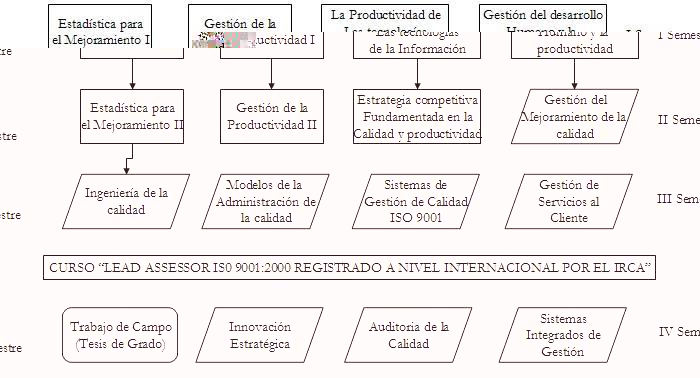 Estadística para
el Mejoramiento I
Gestión de la
uctividad I
La Productividad de
de la Información
Gestión del desarrollo
productividad
I Semes
stre
Estadística para
el Mejoramiento II
Gestión de la
Productividad II
Estrategia competitiva
Fundamentada en la
Calidad y productividad
Gestión del
Mejoramiento de la
calidad
II Seme
estre
Ingeniería de la
calidad
Modelos de la
Administración de
la calidad
Sistemas de
Gestión de Calidad
ISO 9001
Gestión de
Servicios al
Cliente
III Sem
estre
CURSO “LEAD ASSESSOR IS0 9001:2000 REGISTRADO A NIVEL INTERNACIONAL POR EL IRCA”
Trabajo de Campo
(Tesis de Grado)
Innovación
Estratégica
Auditoría de la
Calidad
Sistemas
Integrados de
Gestión
IV Sem
estre